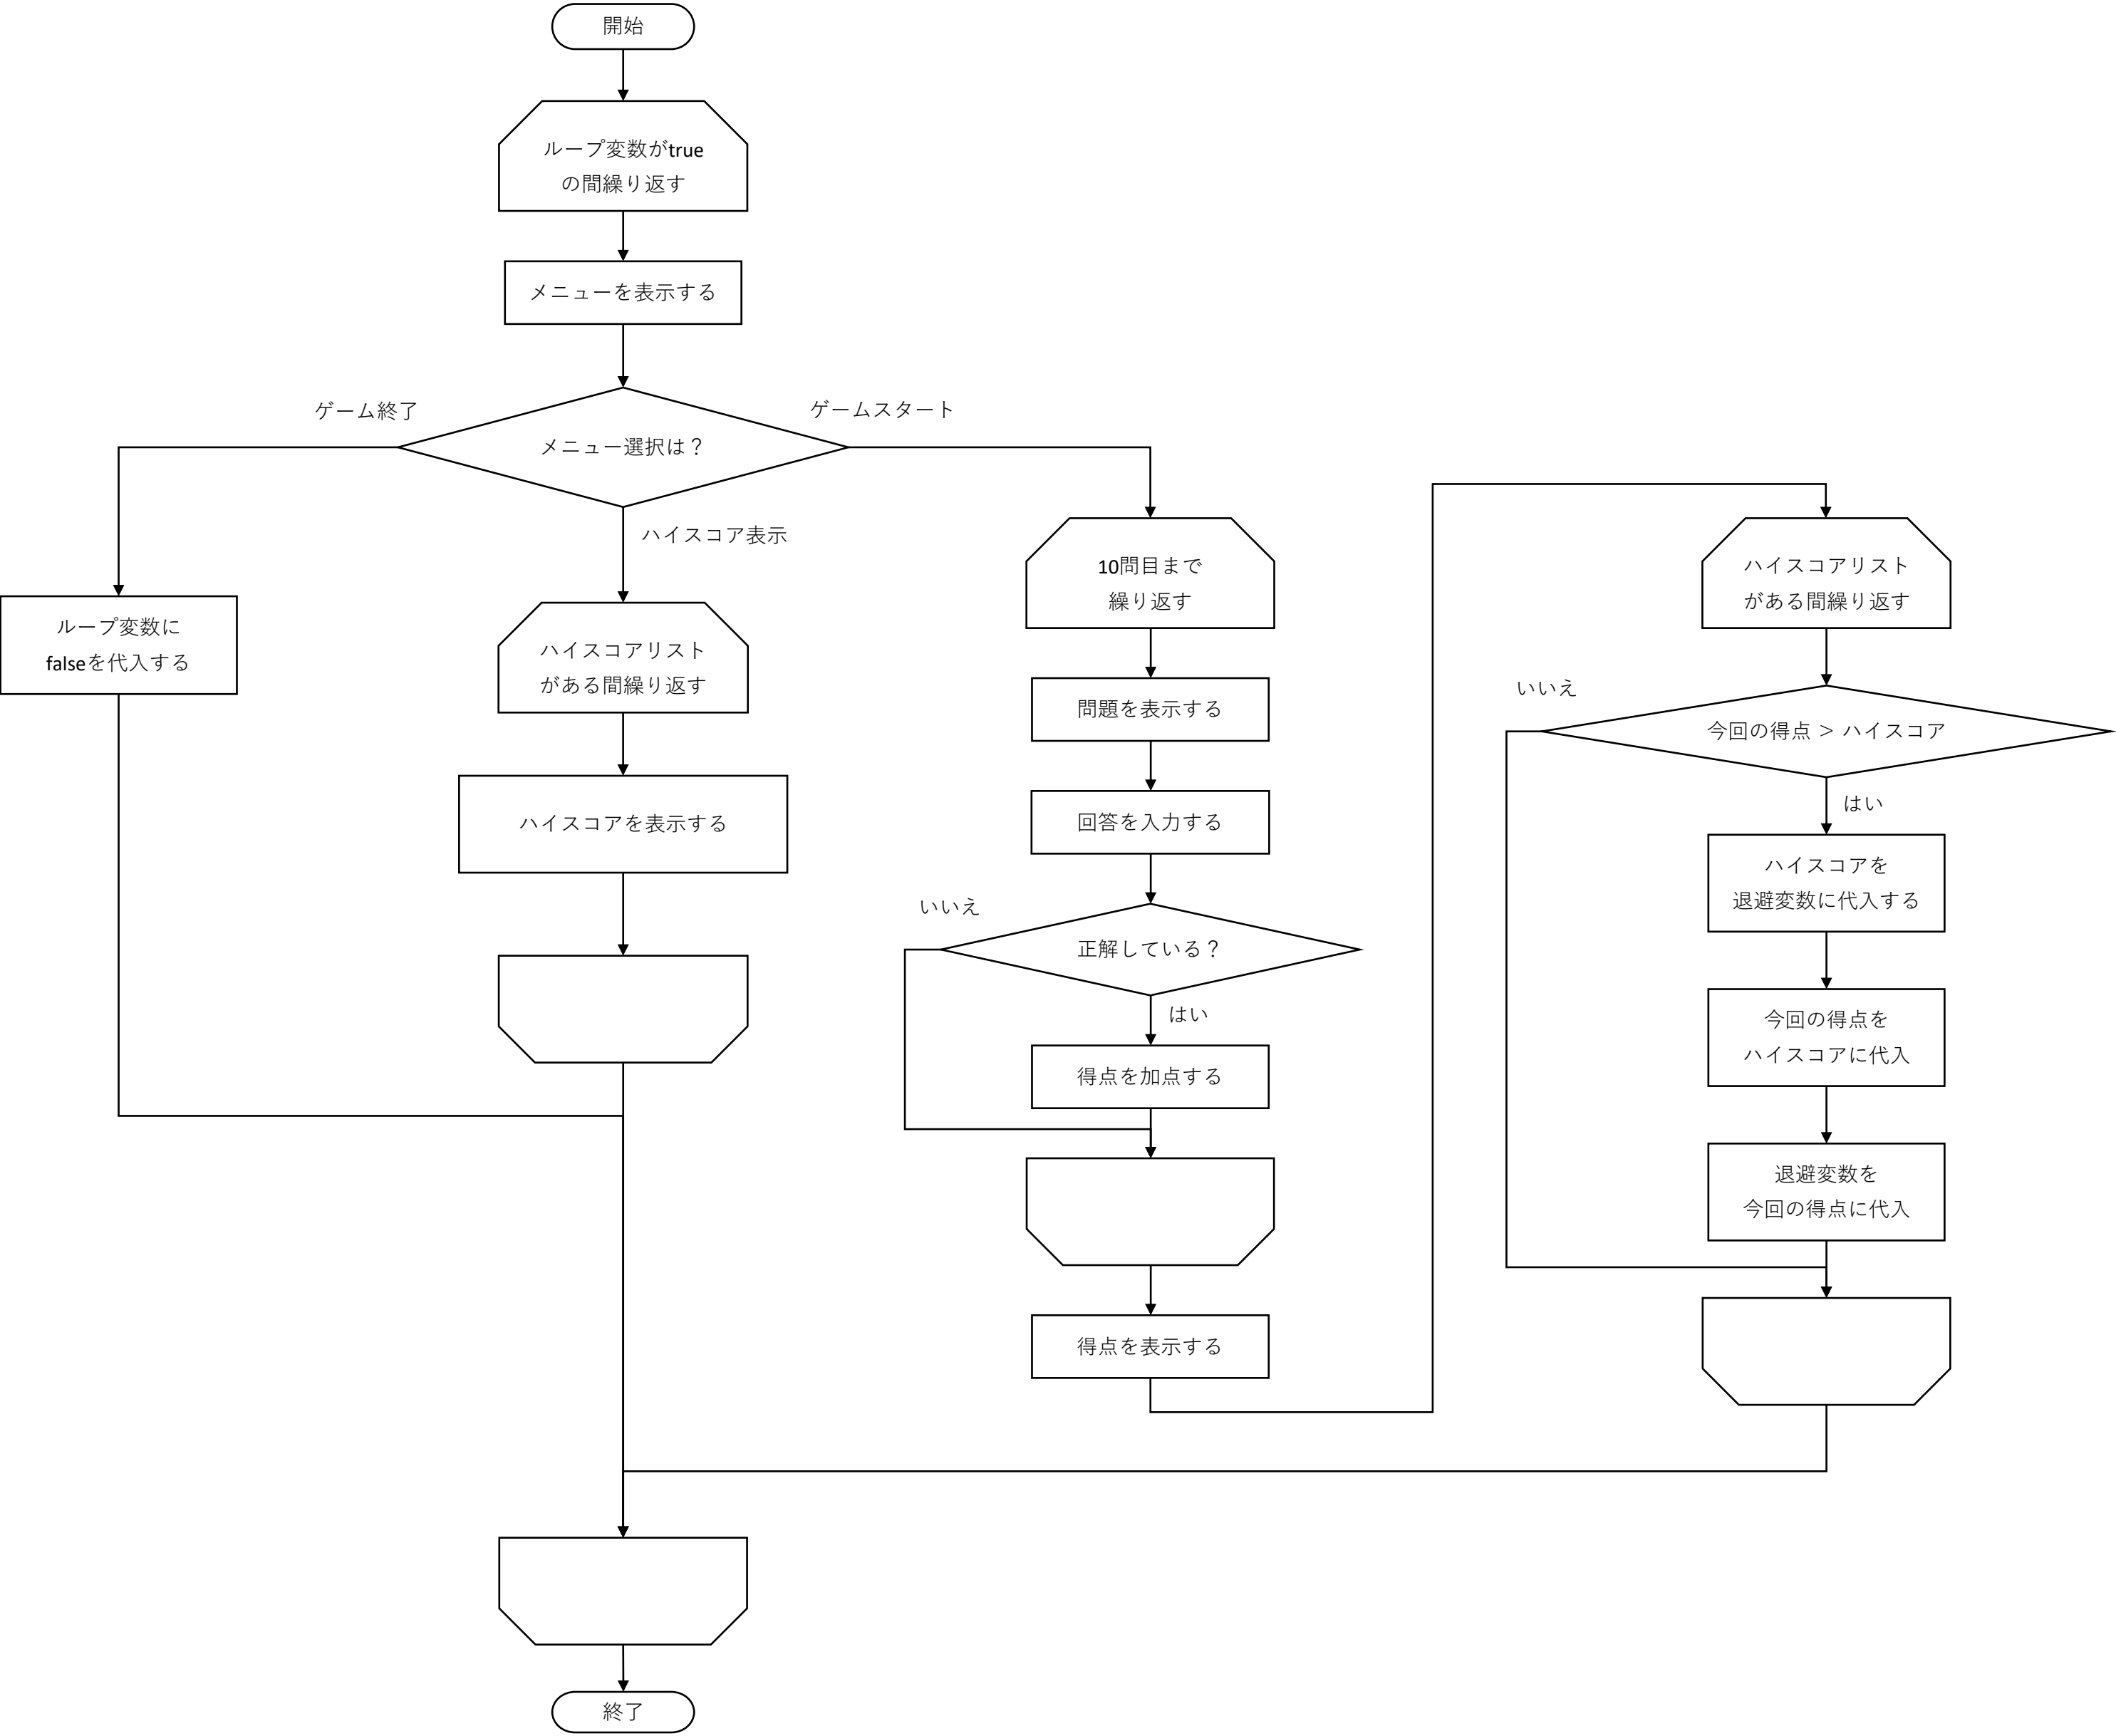 開始
ループ変数がtrue
の間繰り返す
メニューを表示する
メニュー選択は？
ゲーム終了
ループ変数に
falseを代入する
ハイスコア表示
ハイスコアリスト
がある間繰り返す
ハイスコアを表示する
ゲームスタート
10問目まで
繰り返す
問題を表示する
回答を入力する
正解している？
いいえ
はい
得点を加点する
得点を表示する
ハイスコアリスト
がある間繰り返す
今回の得点 > ハイスコア
いいえ
はい
ハイスコアを
退避変数に代入する
今回の得点を
ハイスコアに代入
退避変数を
今回の得点に代入
終了